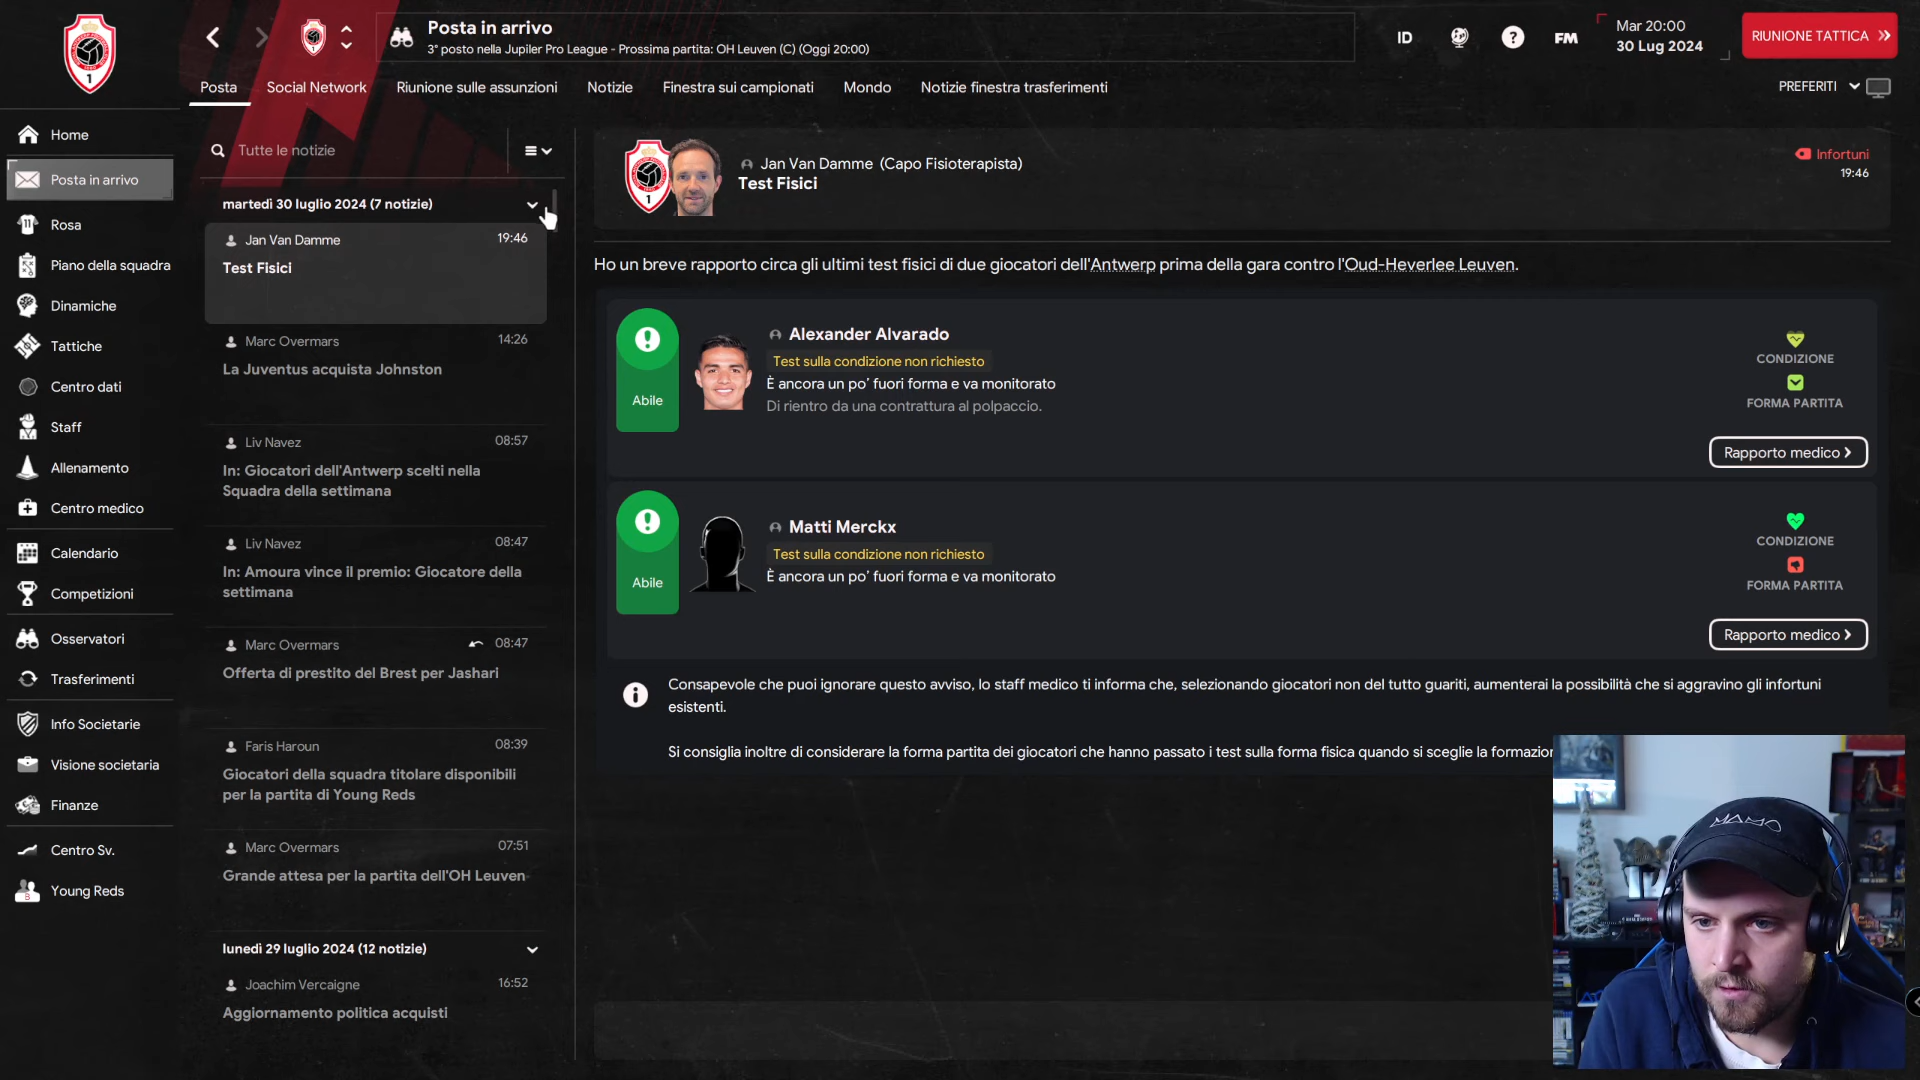 Posta in arrivo
3° posto nella Jupiler Pro League - Prossima partita: OH Leuven (C) (Oggi 20:00)
ID
FM
Mar 20:00
30 Lug 2024
RIUNIONE TATTICA
Posta
Social Network
Riunione sulle assunzioni
Notizie
Finestra sui campionati
Mondo
Notizie finestra trasferimenti
PREFERITI
Home
Posta in arrivo
Rosa
Piano della squadra
Dinamiche
Tattiche
Centro dati
Staff
Allenamento
Centro medico
Calendario
Competizioni
Osservatori
Trasferimenti
Info Societarie
Visione societaria
Finanze
Centro Sv.
Young Reds
Tutte le notizie
martedì 30 luglio 2024 (7 notizie)
Jan Van Damme 19:46
Test Fisici
Marc Overmars 14:26
La Juventus acquista Johnston
Liv Navez 08:57
In: Giocatori dell'Antwerp scelti nella
Squadra della settimana
Liv Navez 08:47
In: Amoura vince il premio: Giocatore della
settimana
Marc Overmars 08:47
Offerta di prestito del Brest per Jashari
Faris Haroun 08:39
Giocatori della squadra titolare disponibili
per la partita di Young Reds
Marc Overmars 07:51
Grande attesa per la partita dell'OH Leuven
lunedì 29 luglio 2024 (12 notizie)
Joachim Vercaigne 16:52
Aggiornamento politica acquisti
Jan Van Damme (Capo Fisioterapista)
Test Fisici
Infortuni
19:46
Ho un breve rapporto circa gli ultimi test fisici di due giocatori dell'Antwerp prima della gara contro l'Oud-Heverlee Leuven.
Abile
Alexander Alvarado
Test sulla condizione non richiesto
È ancora un po' fuori forma e va monitorato
Di rientro da una contrattura al polpaccio.
CONDIZIONE
FORMA PARTITA
Rapporto medico
Abile
Matti Merckx
Test sulla condizione non richiesto
È ancora un po' fuori forma e va monitorato
CONDIZIONE
FORMA PARTITA
Rapporto medico
Consapevole che puoi ignorare questo avviso, lo staff medico ti informa che, selezionando giocatori non del tutto guariti, aumenterai la possibilità che si aggravino gli infortuni
esistenti.
Si consiglia inoltre di considerare la forma partita dei giocatori che hanno passato i test sulla forma fisica quando si sceglie la formazion
MAMO